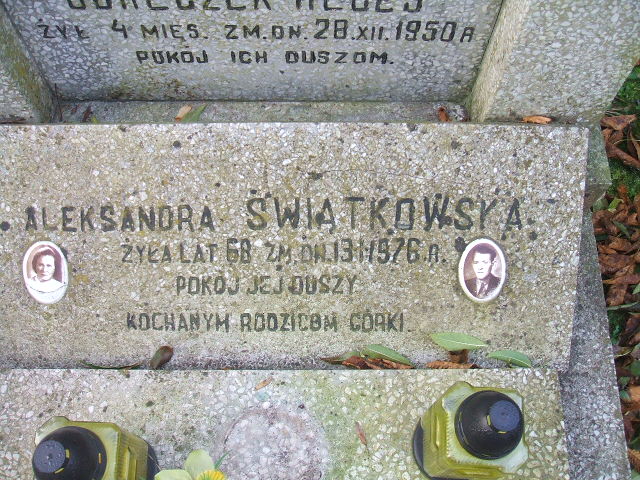 ŻYŁ 4 MIES. ZM. DN. 28. XII. 1950 R
POKÓJ ICH DUSZOM.
ALEKSANDRA ŚWIĄTKOWSKA
ŻYŁA LAT 68 ZM. DN. 13 I 1976 R.
POKÓJ JEJ DUSZY
KOCHANYM RODZICOM CÓRKI.